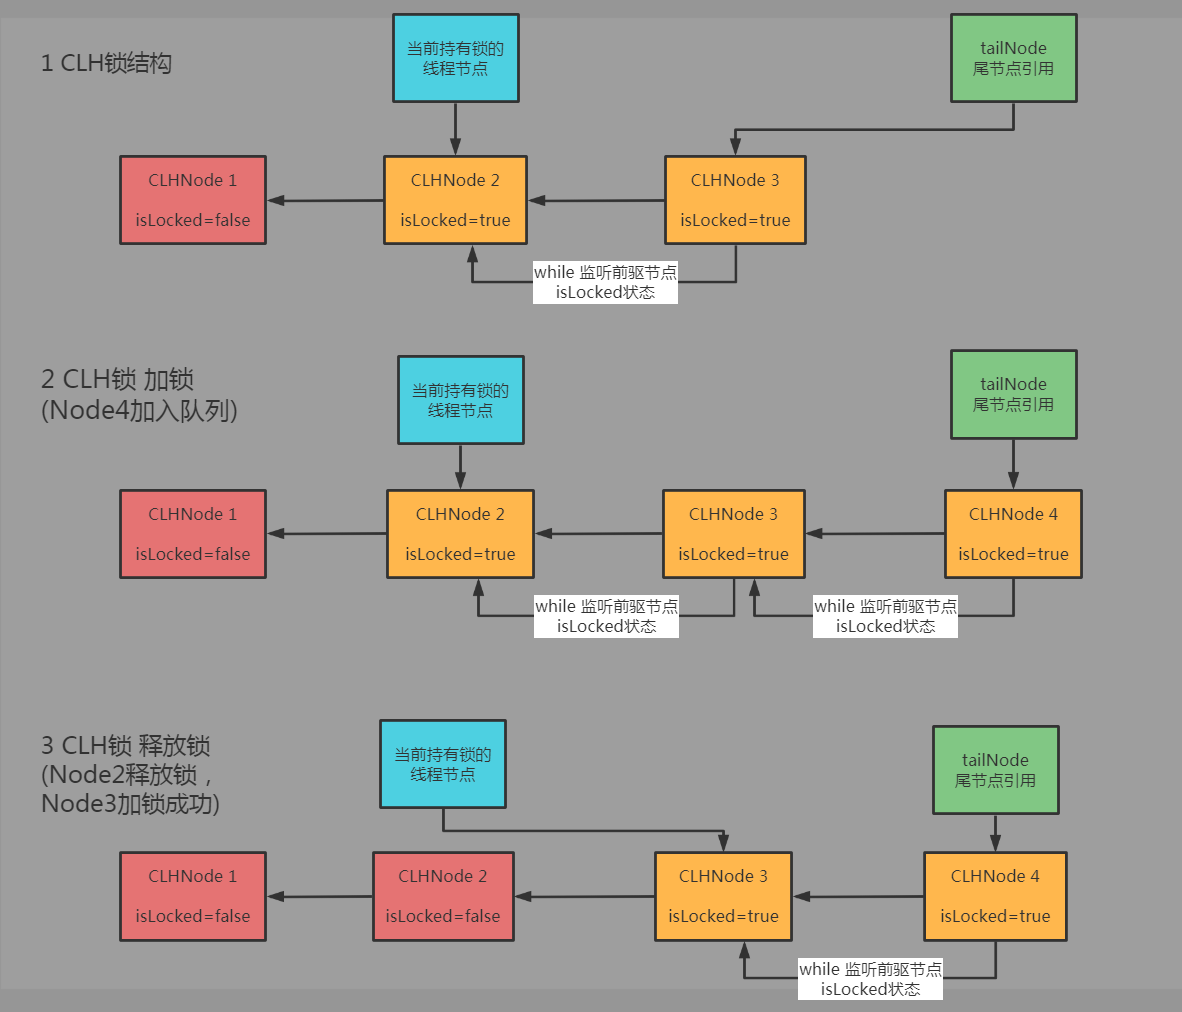 1 CLH锁结构
当前持有锁的
线程节点
tailNode
尾节点引用
CLHNode 1
isLocked=false
CLHNode 2
isLocked=true
CLHNode 3
isLocked=true
while 监听前驱节点
isLocked状态
2 CLH锁 加锁
(Node4加入队列)
当前持有锁的
线程节点
tailNode
尾节点引用
CLHNode 1
isLocked=false
CLHNode 2
isLocked=true
CLHNode 3
isLocked=true
CLHNode 4
isLocked=true
while 监听前驱节点
isLocked状态
while 监听前驱节点
isLocked状态
3 CLH锁 释放锁
(Node2释放锁，
Node3加锁成功)
当前持有锁的
线程节点
tailNode
尾节点引用
CLHNode 1
isLocked=false
CLHNode 2
isLocked=false
CLHNode 3
isLocked=true
CLHNode 4
isLocked=true
while 监听前驱节点
isLocked状态